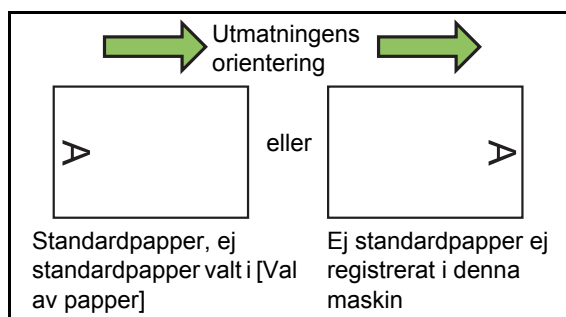 Utmatningens
orientering
A
eller
A
Standardpapper, ej
standardpapper valt i [Val
av papper]
Ej standardpapper ej
registrerat i denna
maskin